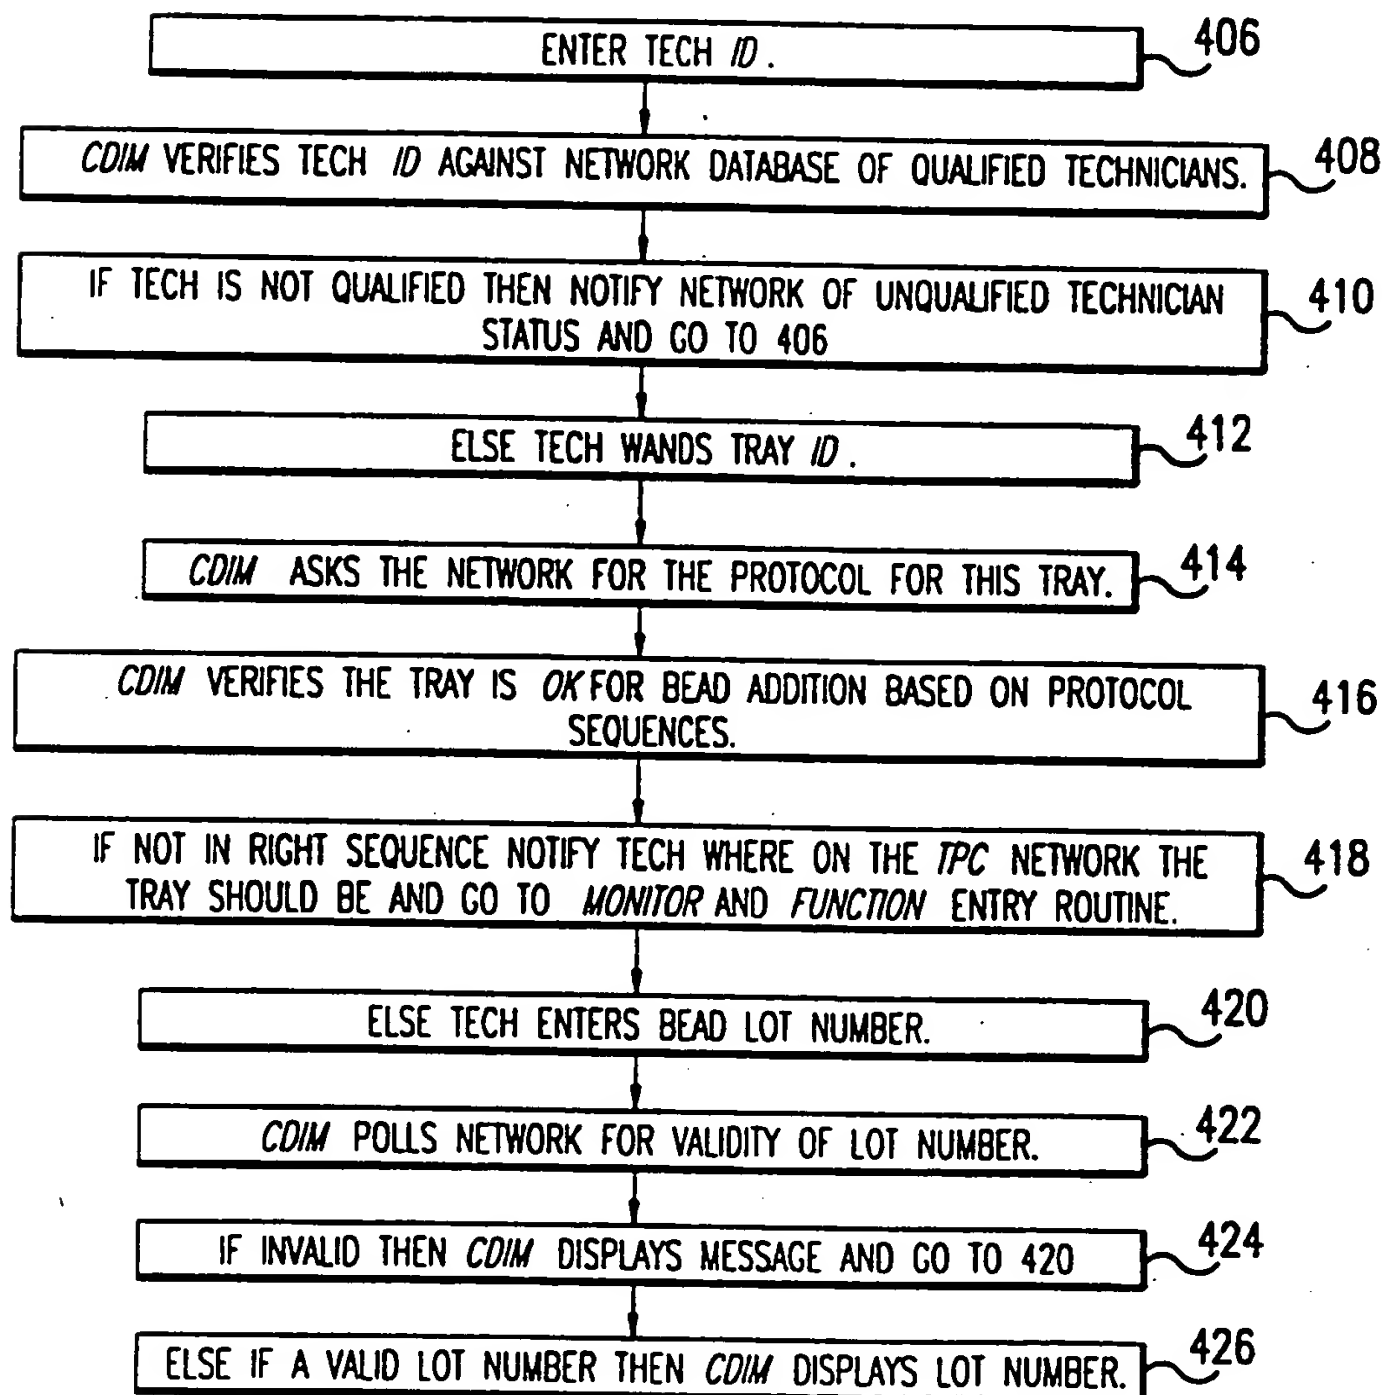 ENTER TECH ID. 406
CDIM VERIFIES TECH ID AGAINST NETWORK DATABASE OF QUALIFIED TECHNICIANS. 408
IF TECH IS NOT QUALIFIED THEN NOTIFY NETWORK OF UNQUALIFIED TECHNICIAN 410
STATUS AND GO TO 406
ELSE TECH WANDS TRAY ID. 412
CDIM ASKS THE NETWORK FOR THE PROTOCOL FOR THIS TRAY. 414
CDIM VERIFIES THE TRAY IS OK FOR BEAD ADDITION BASED ON PROTOCOL 416
SEQUENCES.
IF NOT IN RIGHT SEQUENCE NOTIFY TECH WHERE ON THE TPC NETWORK THE 418
TRAY SHOULD BE AND GO TO MONITOR AND FUNCTION ENTRY ROUTINE.
ELSE TECH ENTERS BEAD LOT NUMBER. 420
CDIM POLLS NETWORK FOR VALIDITY OF LOT NUMBER. 422
IF INVALID THEN CDIM DISPLAYS MESSAGE AND GO TO 420 424
ELSE IF A VALID LOT NUMBER THEN CDIM DISPLAYS LOT NUMBER. 426